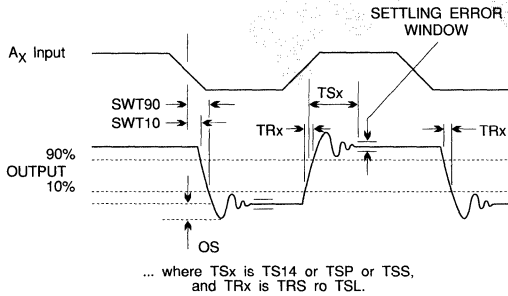 SETTLING ERROR
WINDOW
AX Input
TSx
SWT90
SWT10
TRx
TRx
90%
OUTPUT
10%
OS
... where TSx is TS14 or TSP or TSS,
and TRx is TRS ro TSL.